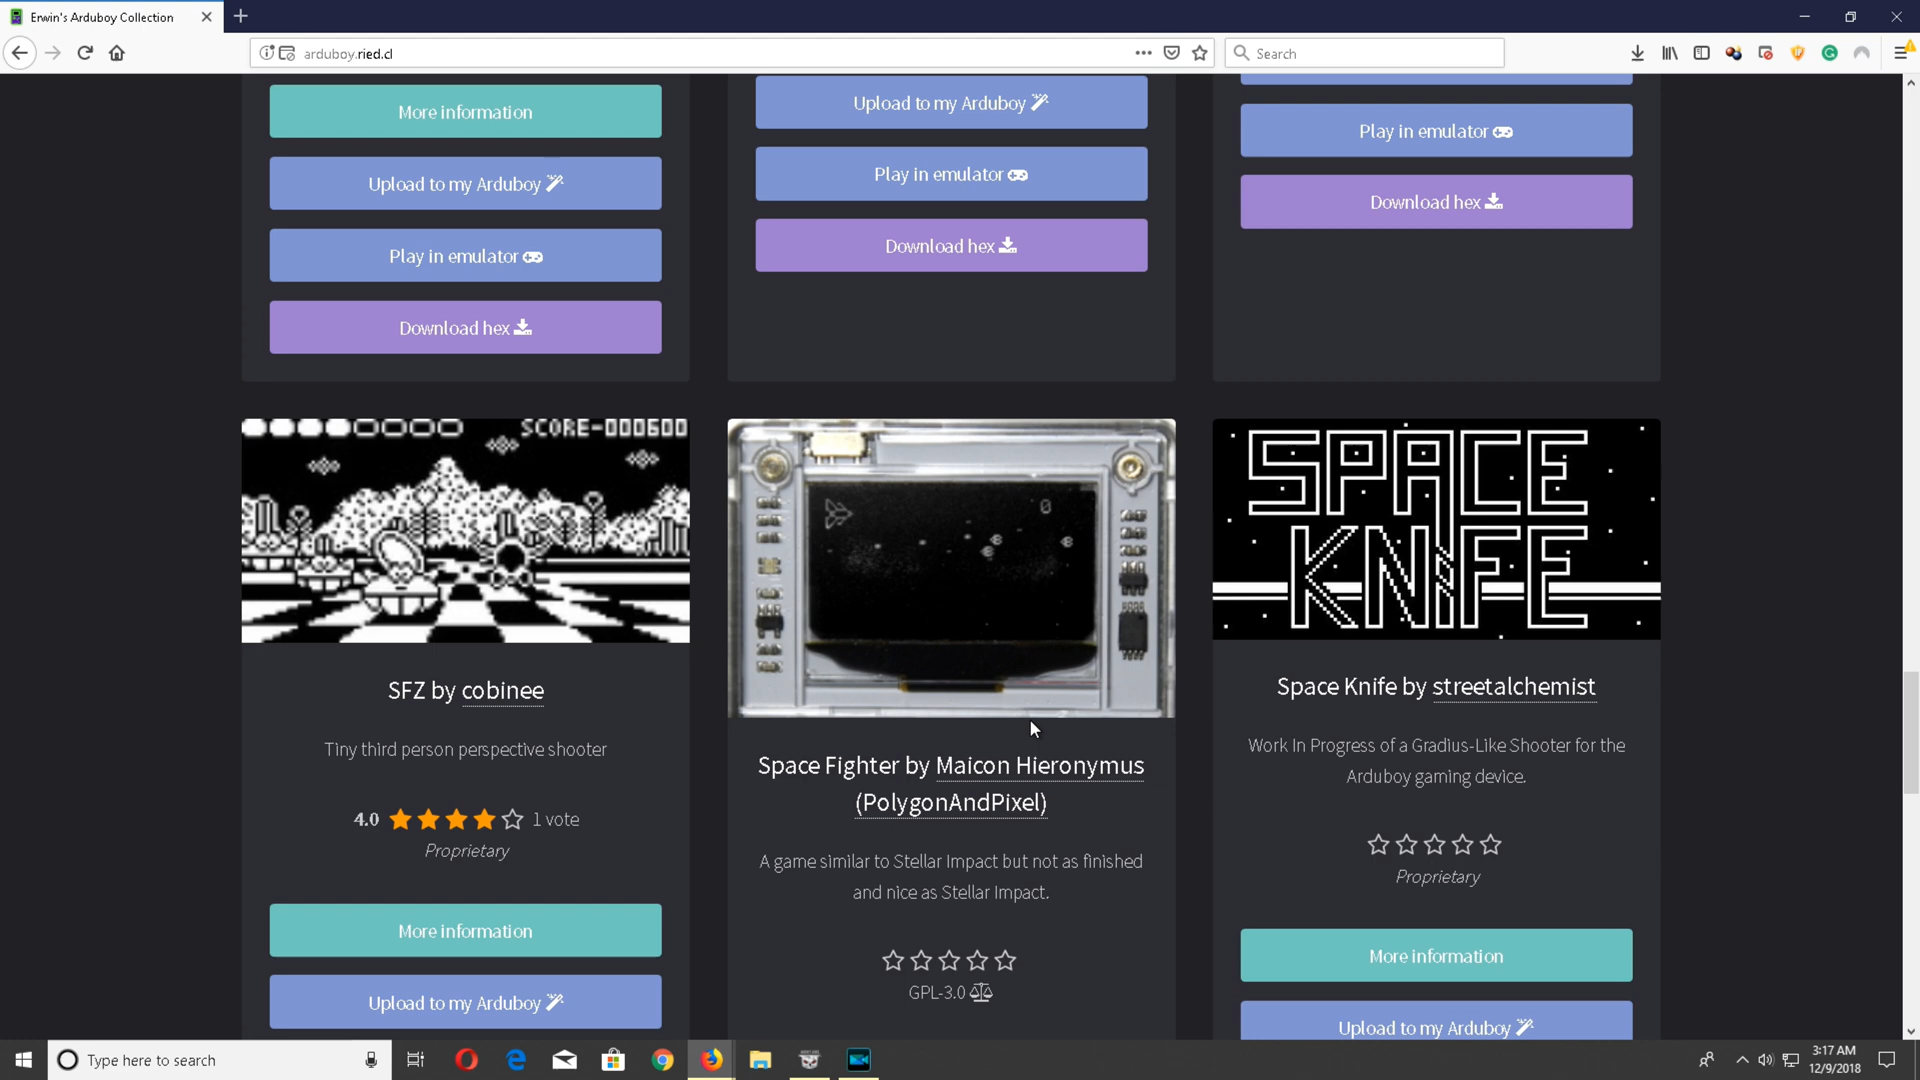 Erwin's Arduboy Collection
arduboy.ried.cl
Search
More information
Upload to my Arduboy
Play in emulator
Download hex
Upload to my Arduboy
Play in emulator
Download hex
Play in emulator
Download hex
SCORE-000600
SFZ by cobinee
Tiny third person perspective shooter
4.0 1 vote
Proprietary
More information
Upload to my Arduboy
0
Space Fighter by Maicon Hieronymus
(PolygonAndPixel)
A game similar to Stellar Impact but not as finished
and nice as Stellar Impact.
GPL-3.0
SPACE
KNIFE
Space Knife by streetalchemist
Work In Progress of a Gradius-Like Shooter for the
Arduboy gaming device.
Proprietary
More information
Upload to my Arduboy
Type here to search
3:17 AM
12/9/2018